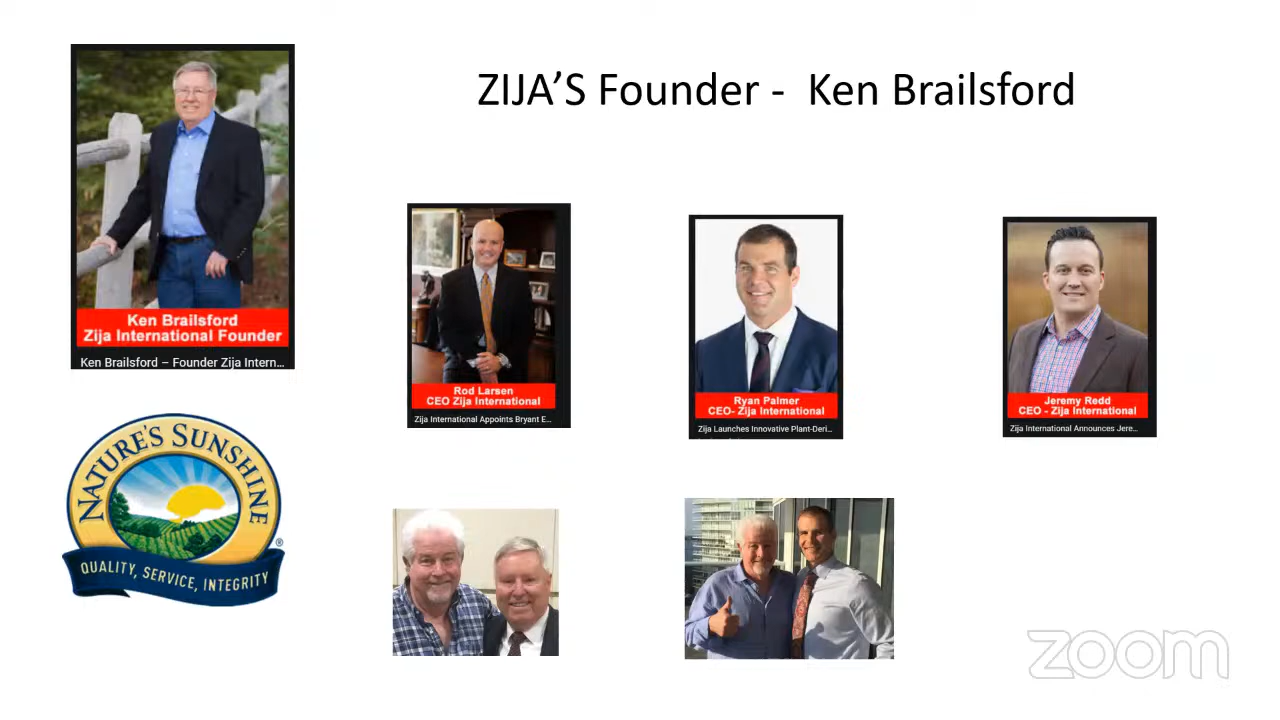 ZIJA'S Founder - Ken Brailsford
Ken Brailsford
Zija International Founder
Ken Brailsford – Founder Zija Intern...
Rod Larsen
CEO Zija International
Zija International Appoints Bryant E...
Ryan Palmer
CEO- Zija International
Zija Launches Innovative Plant-Deri...
Jeremy Redd
CEO - Zija International
Zija International Announces Jere...
NATURE'S SUNSHINE
®
QUALITY, SERVICE, INTEGRITY
zoom